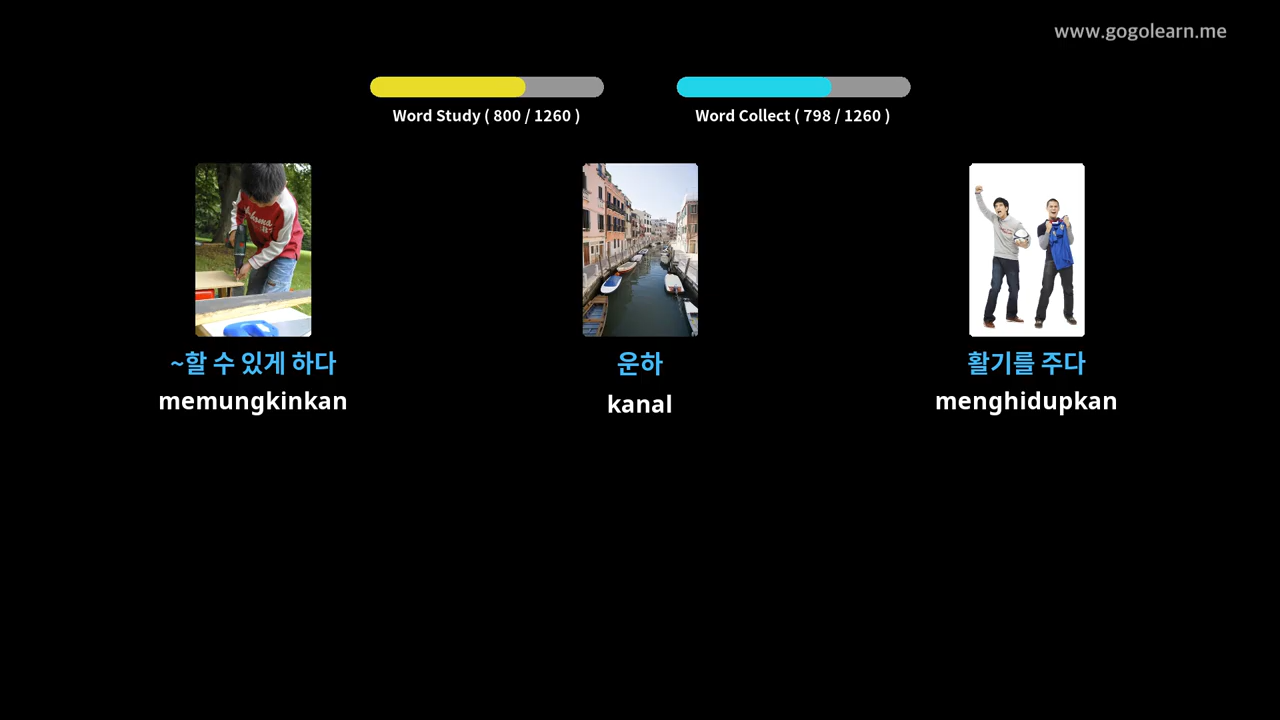 www.gogolearn.me
Word Study ( 800 / 1260 )
Word Collect ( 798 / 1260 )
~할 수 있게 하다
memungkinkan
운하
kanal
활기를 주다
menghidupkan